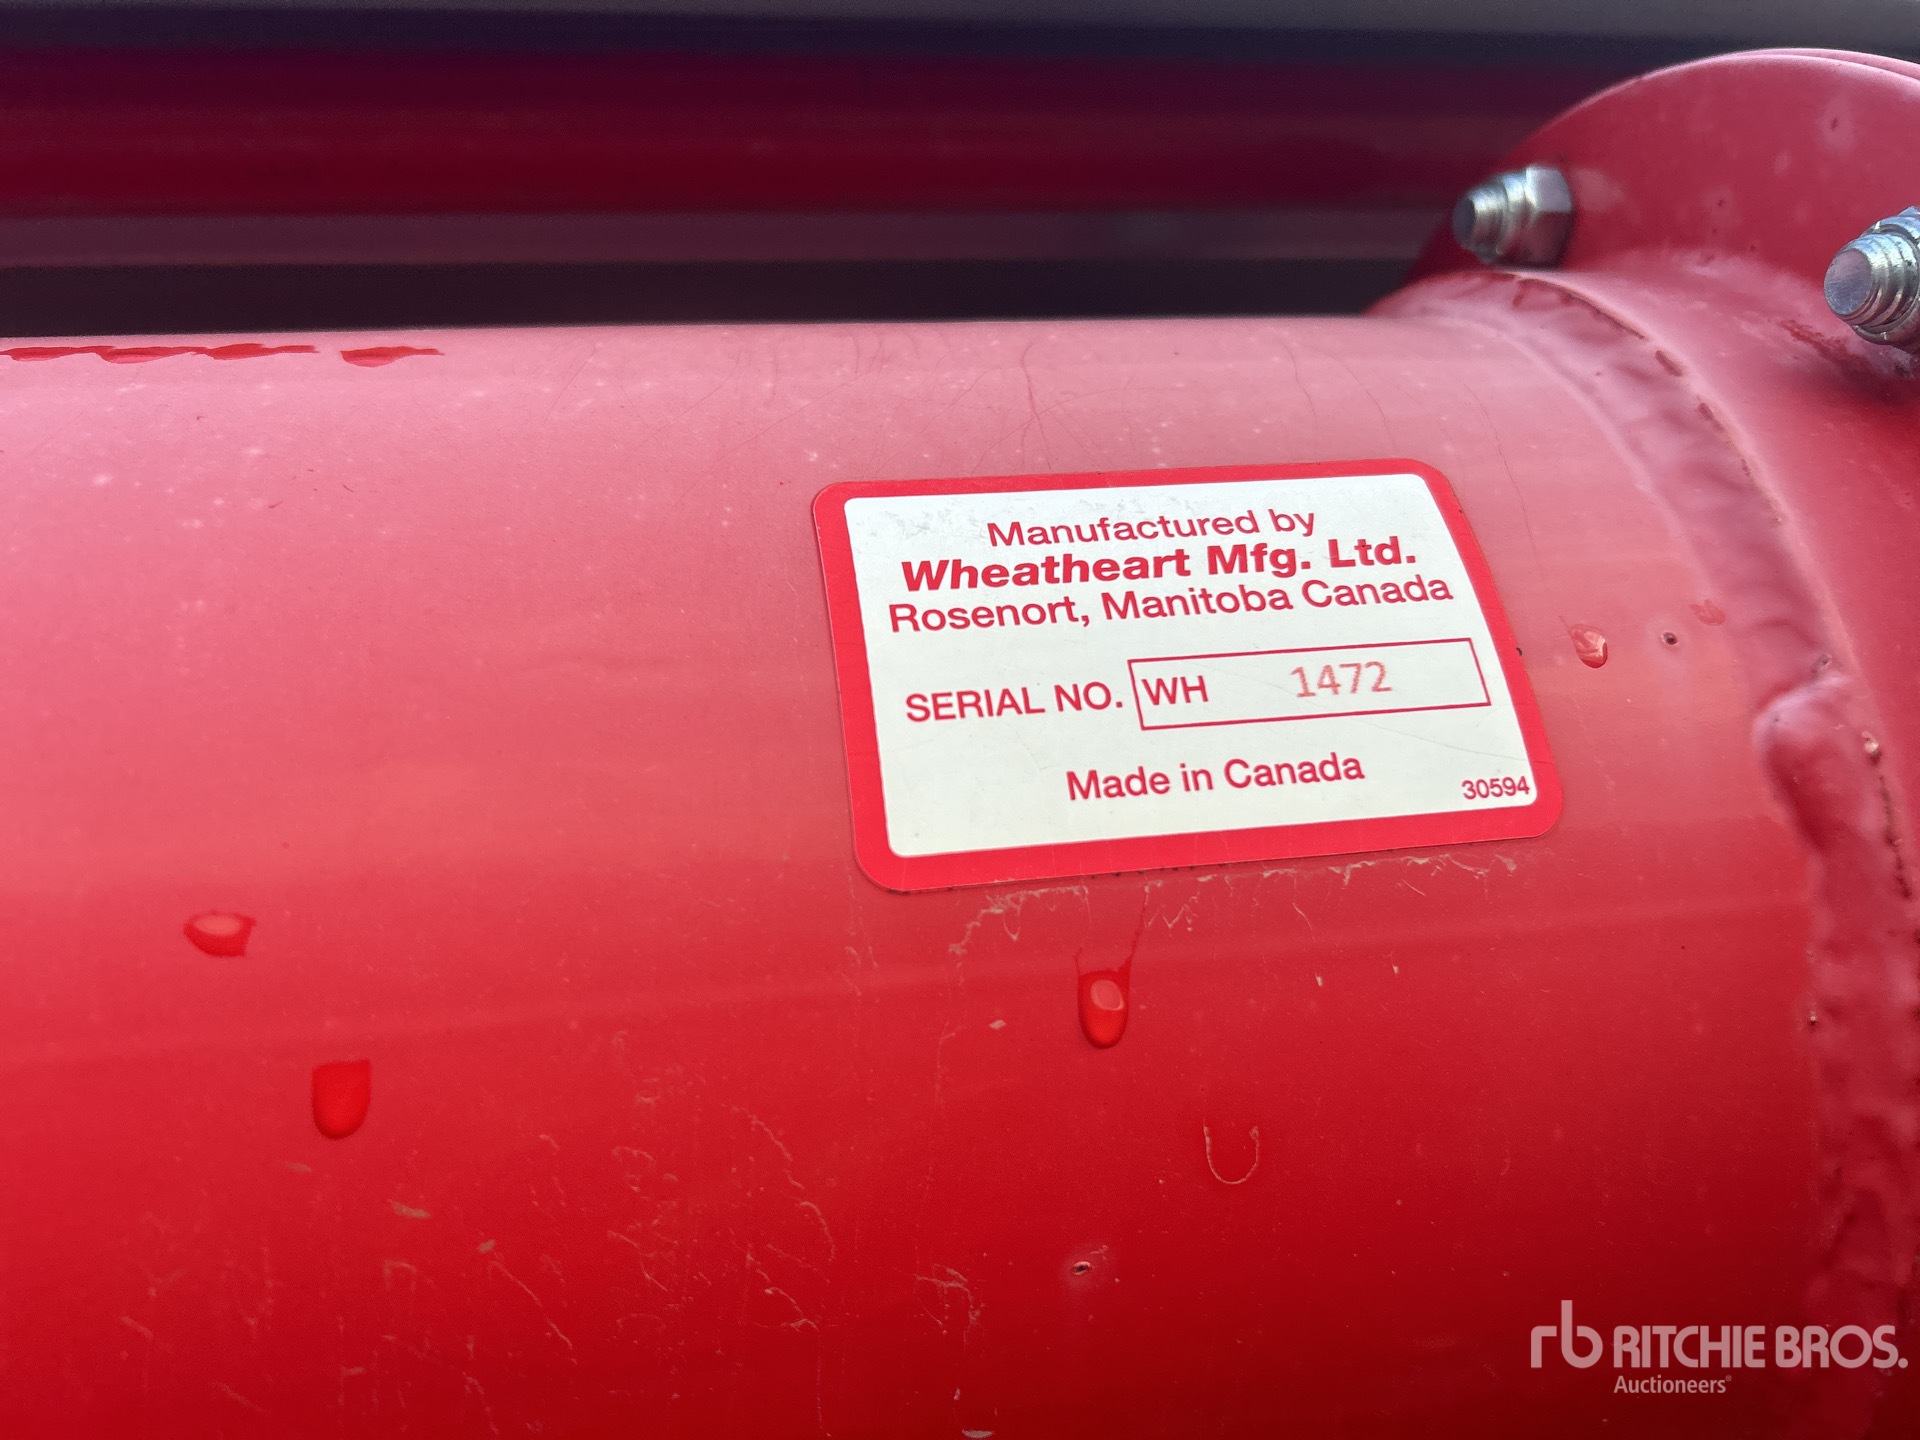 Manufactured by
Wheatheart Mfg. Ltd.
Rosenort, Manitoba Canada
SERIAL NO. WH 1472
Made in Canada
30594
rb RITCHIE BROS.
Auctioneers®